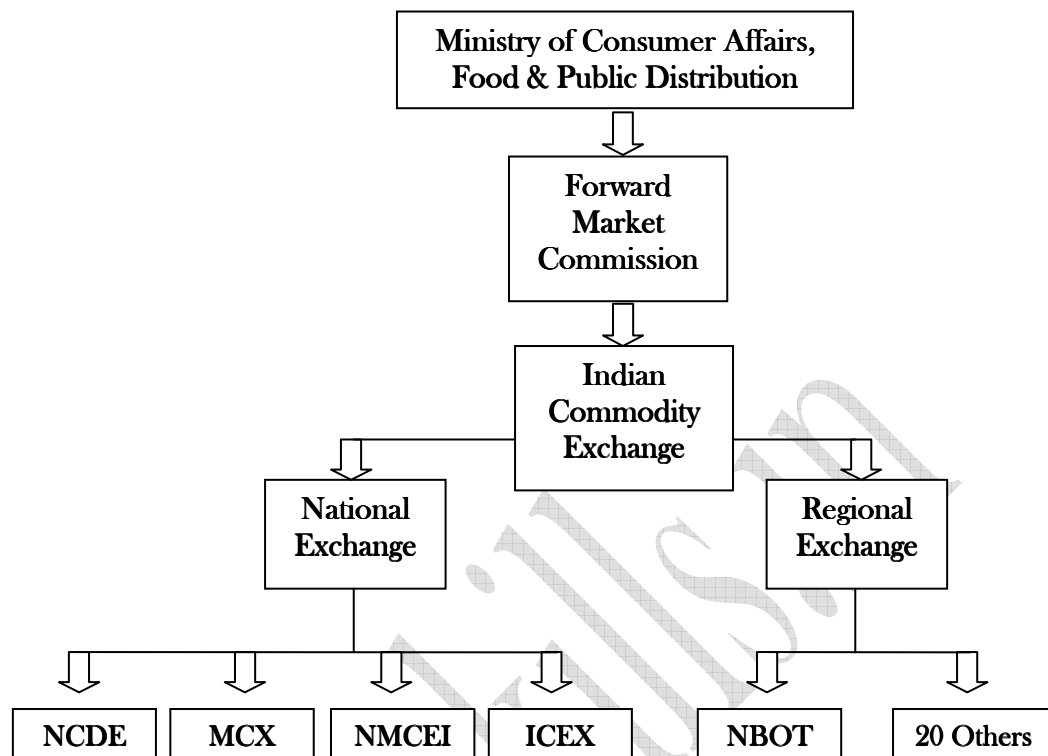 Ministry of Consumer Affairs,
Food & Public Distribution
Forward
Market
Commission
Indian
Commodity
Exchange
National
Exchange
Regional
Exchange
NCDE
MCX
NMCEI
ICEX
NBOT
20 Others